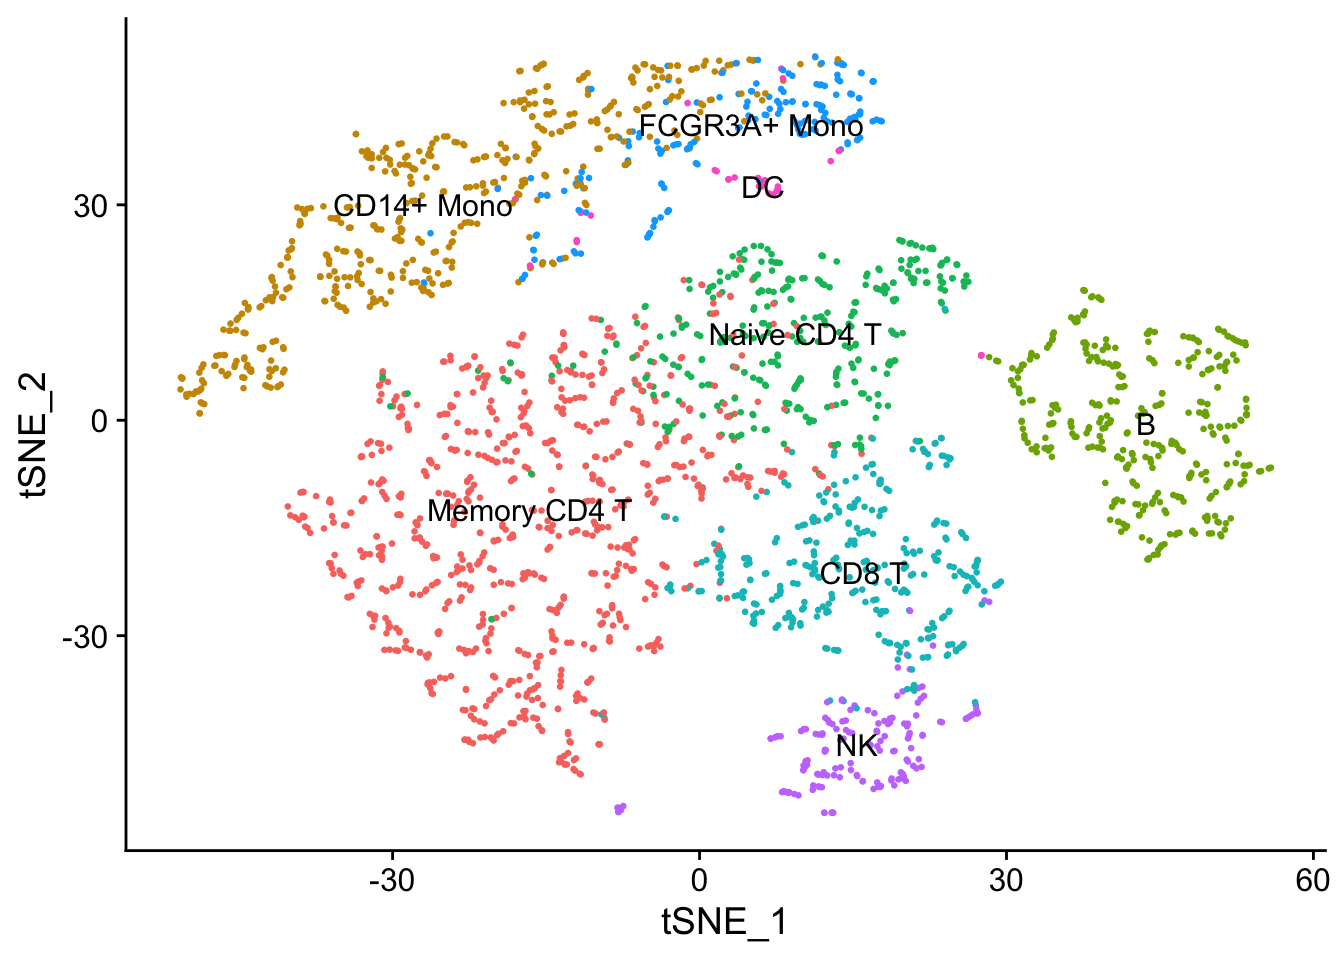 FCGR3A+ Mono
DC
CD14+ Mono
Naive CD4 T
B
Memory CD4 T
CD8 T
NK
tSNE_2
30
0
-30
-30
0
30
60
tSNE_1